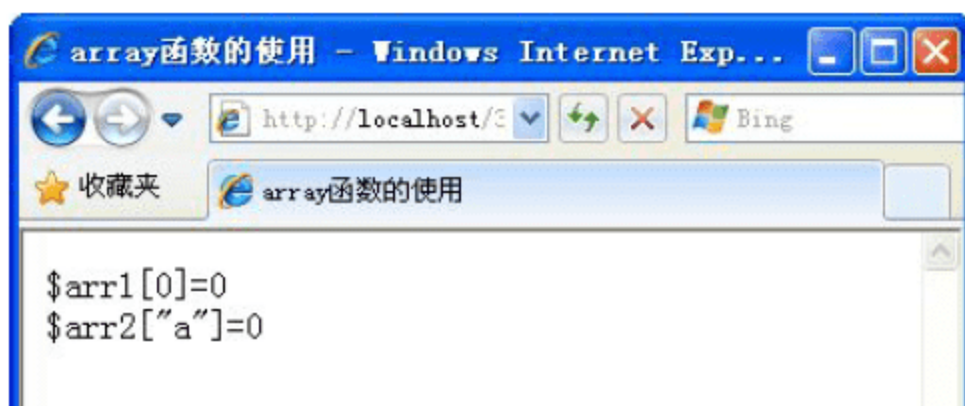 array函数的使用 - Windows Internet Exp...
http://localhost/3
Bing
收藏夹
array函数的使用
$arr1[0]=0
$arr2["a"]=0